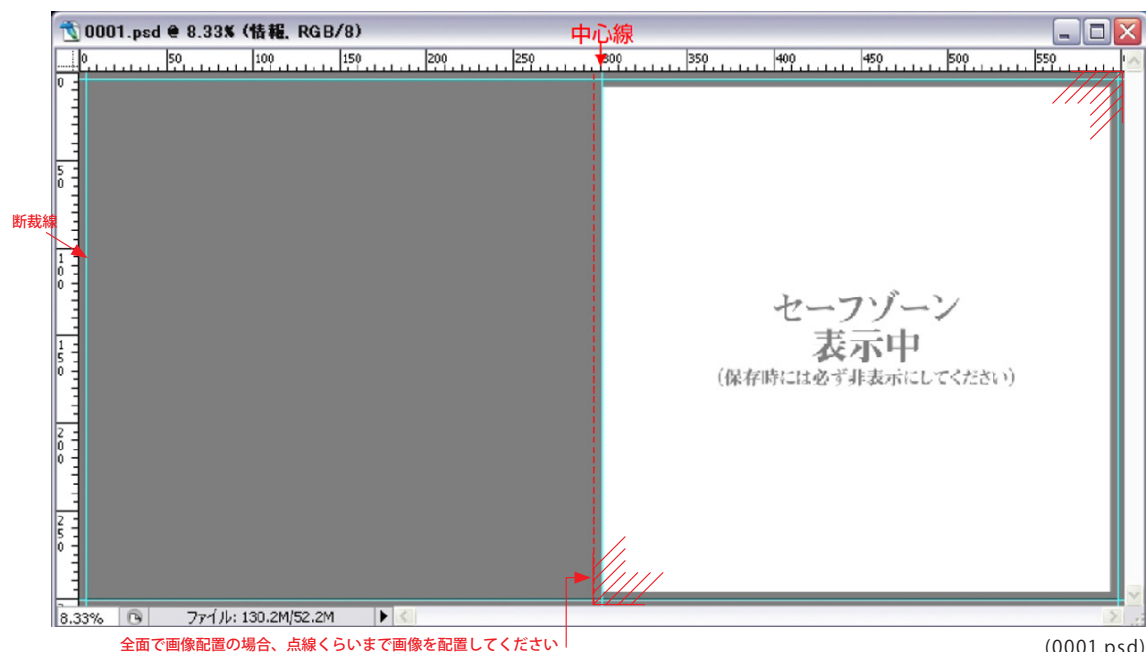 0001.psd @ 8.33% (情報, RGB/8)
中心線
0 50 100 150 200 250 300 350 400 450 500 550
0
50
100
150
200
250
断裁線
セーフゾーン
表示中
(保存時には必ず非表示にしてください)
8.33% ファイル: 130.2M/52.2M
全面で画像配置の場合、点線くらいまで画像を配置してください
(0001.psd)